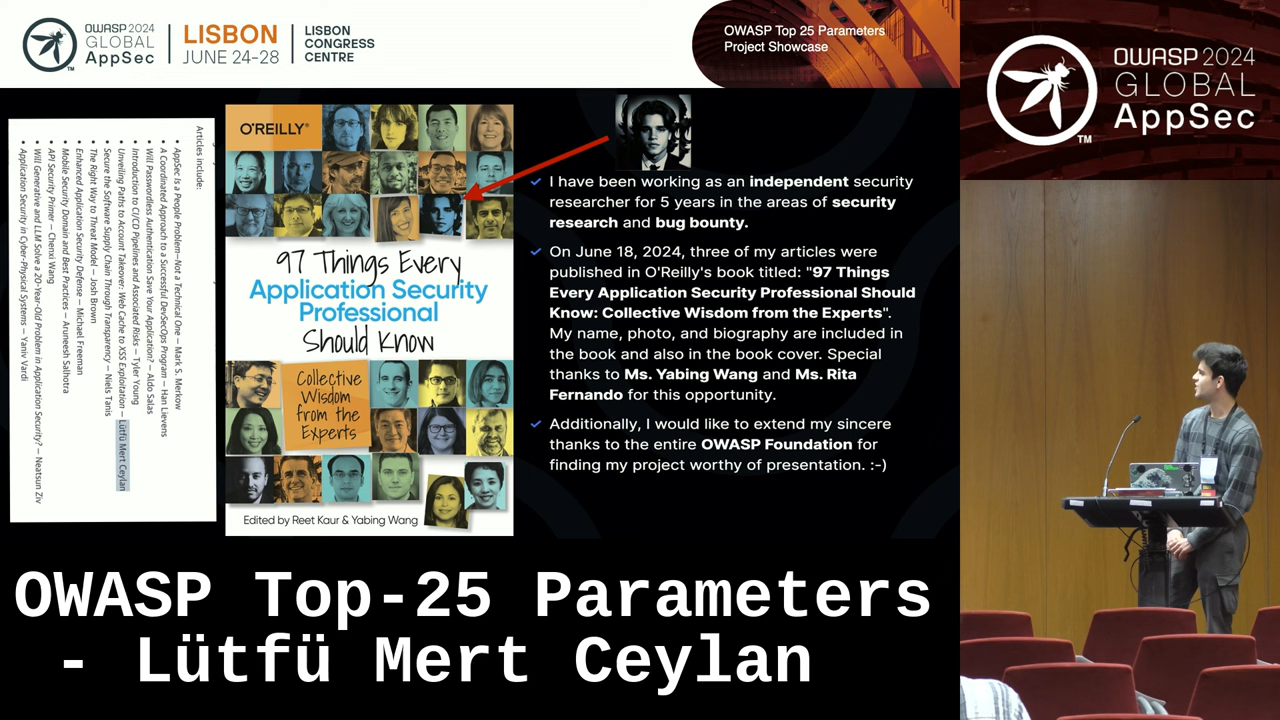 OWASP 2024
GLOBAL
AppSec
TM
LISBON
JUNE 24-28
LISBON
CONGRESS
CENTRE
OWASP Top 25 Parameters
Project Showcase
OWASP 2024
GLOBAL
AppSec
TM
Articles include:
• AppSec Is a People Problem—Not a Technical One – Mark S. Merkow
• A Coordinated Approach to a Successful DevSecOps Program – Han Lievens
• Will Passwordless Authentication Save Your Application? – Aldo Salas
• Introduction to CI/CD Pipelines and Associated Risks – Tyler Young
• Unveiling Paths to Account Takeover: Web Cache to XSS Exploitation – Lütfü Mert Ceylan
• Secure the Software Supply Chain Through Transparency – Niels Tanis
• The Right Way to Threat Model – Josh Brown
• Enhanced Application Security Defense – Michael Freeman
• Mobile Security Domain and Best Practices – Aruneesh Salhotra
• API Security Primer – Chenxi Wang
• Will Generative and LLM Solve a 20-Year-Old Problem in Application Security? – Neatsun Ziv
• Application Security in Cyber-Physical Systems – Yaniv Vardi
O'REILLY®
97 Things Every
Application Security
Professional
Should Know
Collective
Wisdom
from the
Experts
Edited by Reet Kaur & Yabing Wang
I have been working as an independent security
researcher for 5 years in the areas of security
research and bug bounty.
On June 18, 2024, three of my articles were
published in O'Reilly's book titled: "97 Things
Every Application Security Professional Should
Know: Collective Wisdom from the Experts".
My name, photo, and biography are included in
the book and also in the book cover. Special
thanks to Ms. Yabing Wang and Ms. Rita
Fernando for this opportunity.
Additionally, I would like to extend my sincere
thanks to the entire OWASP Foundation for
finding my project worthy of presentation. :-)
OWASP Top-25 Parameters
- Lütfü Mert Ceylan